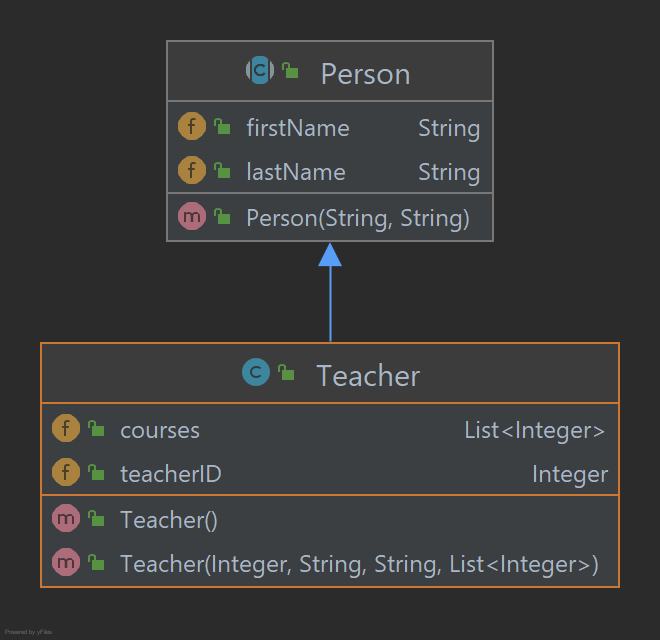 Person
firstName String
lastName String
Person(String, String)
Teacher
courses List<Integer>
teacherID Integer
Teacher()
Teacher(Integer, String, String, List<Integer>)
Powered by yFiles